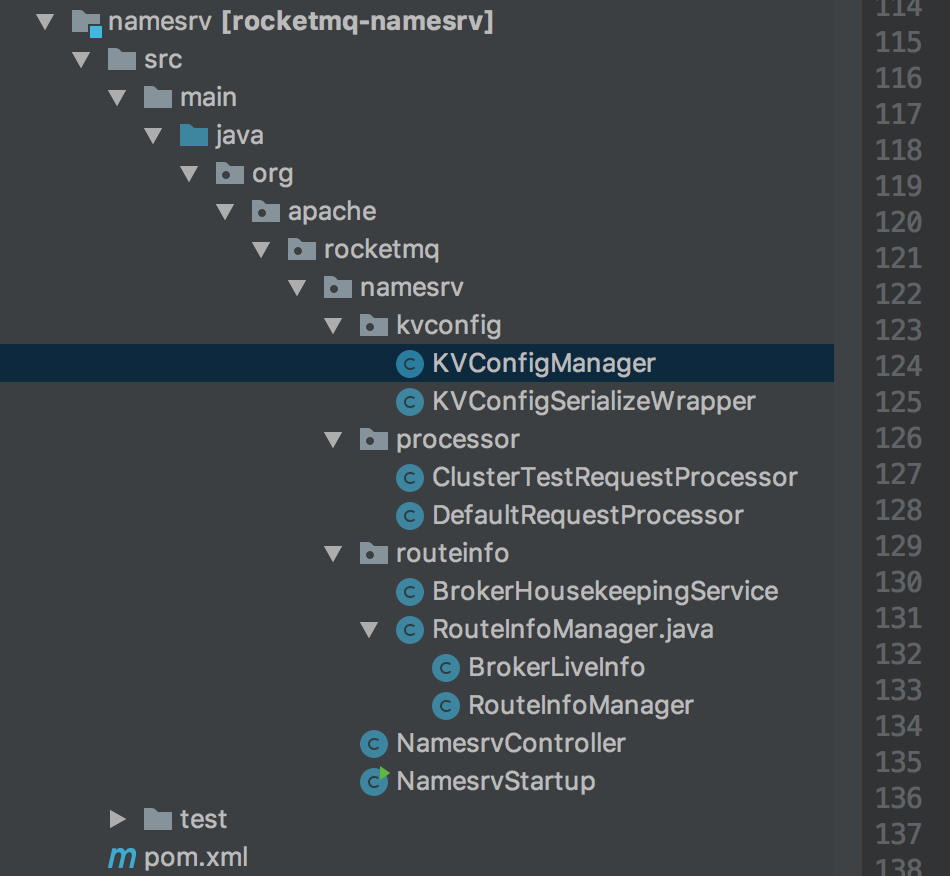 namesrv [rocketmq-namesrv]
src
main
java
org
apache
rocketmq
namesrv
kvconfig
C KVConfigManager
C KVConfigSerializeWrapper
processor
C ClusterTestRequestProcessor
C DefaultRequestProcessor
routeinfo
C BrokerHousekeepingService
C RouteInfoManager.java
C BrokerLiveInfo
C RouteInfoManager
C NamesrvController
C NamesrvStartup
test
m pom.xml
114
115
116
117
118
119
120
121
122
123
124
125
126
127
128
129
130
131
132
133
134
135
136
137
138